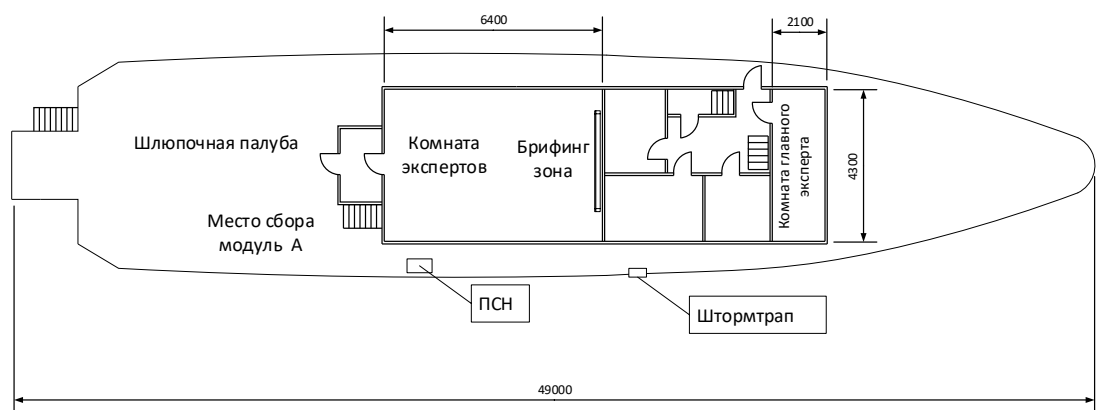 6400
2100
Шлюпочная палуба
Комната
экспертов
Брифинг
зона
Комната главного
эксперта
4300
Место сбора
модуль А
ПСН
Штормтрап
49000